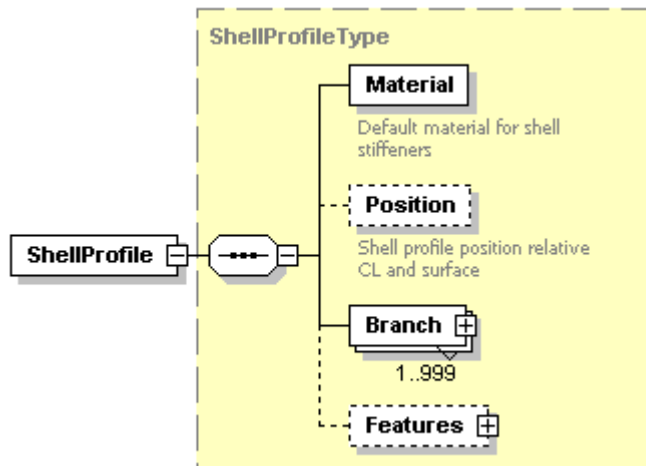 ShellProfileType
Material
Default material for shell
stiffeners
Position
Shell profile position relative
CL and surface
ShellProfile
Branch
1..999
Features